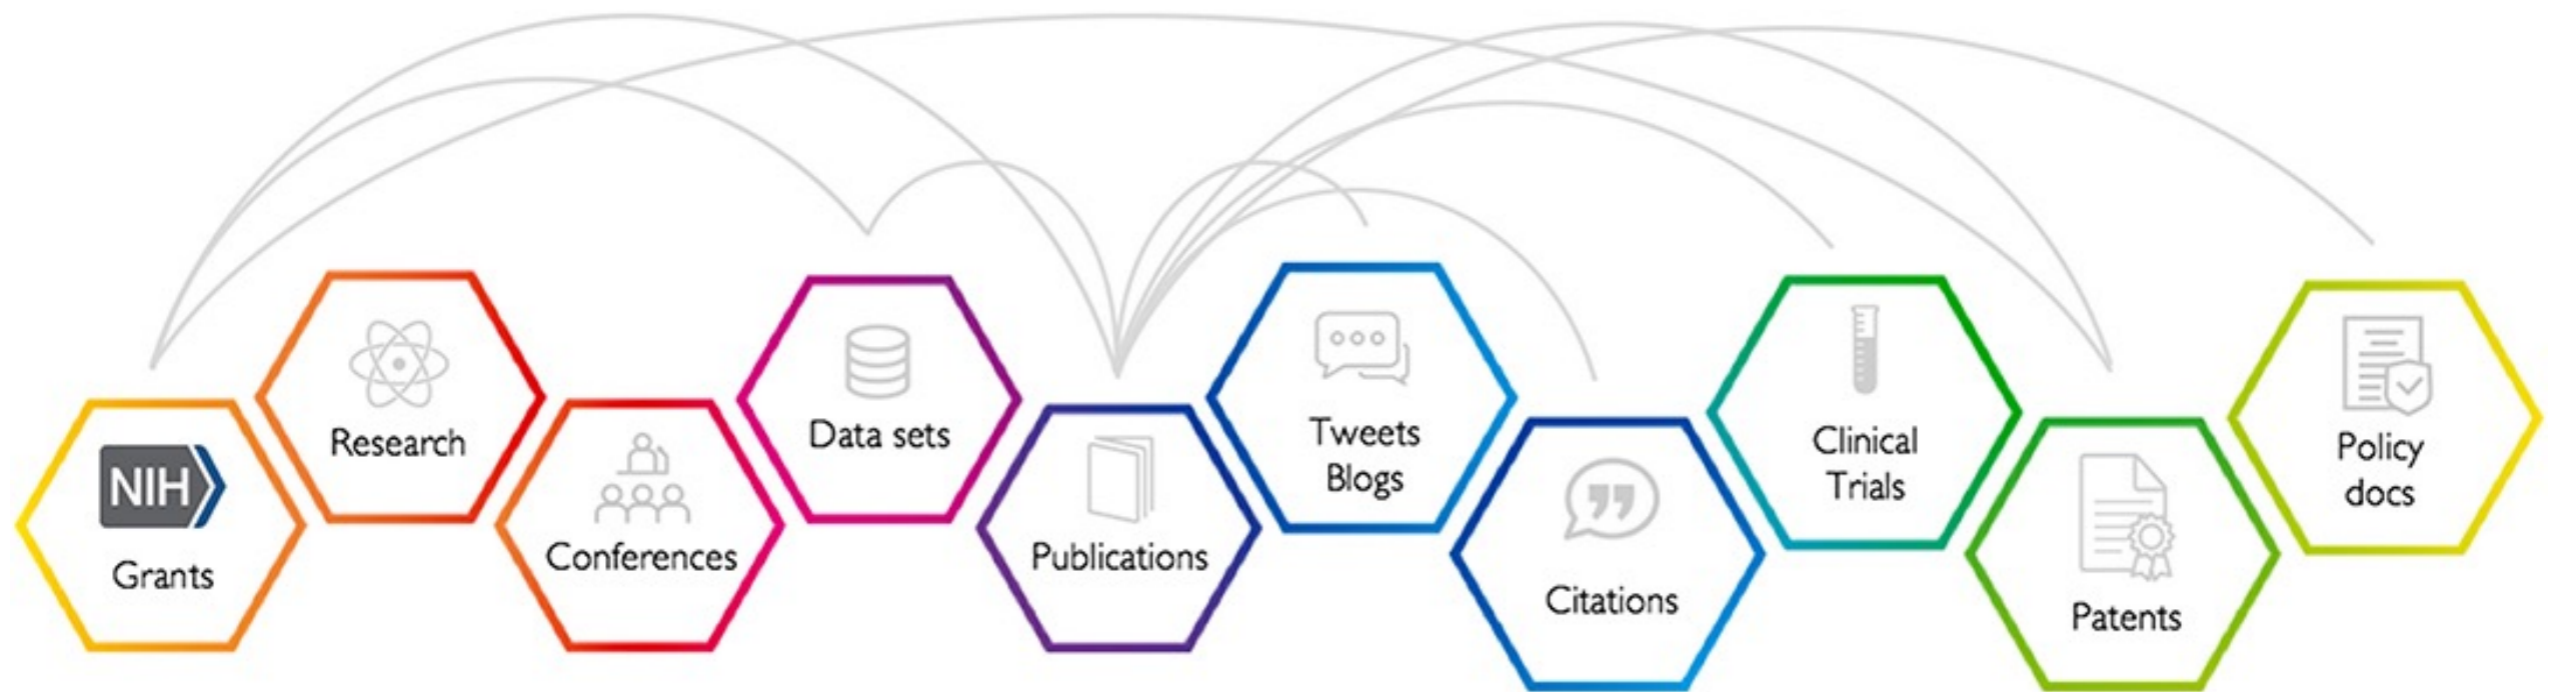 NIH
Grants
Research
Conferences
Data sets
Publications
Tweets
Blogs
Citations
Clinical
Trials
Patents
Policy
docs